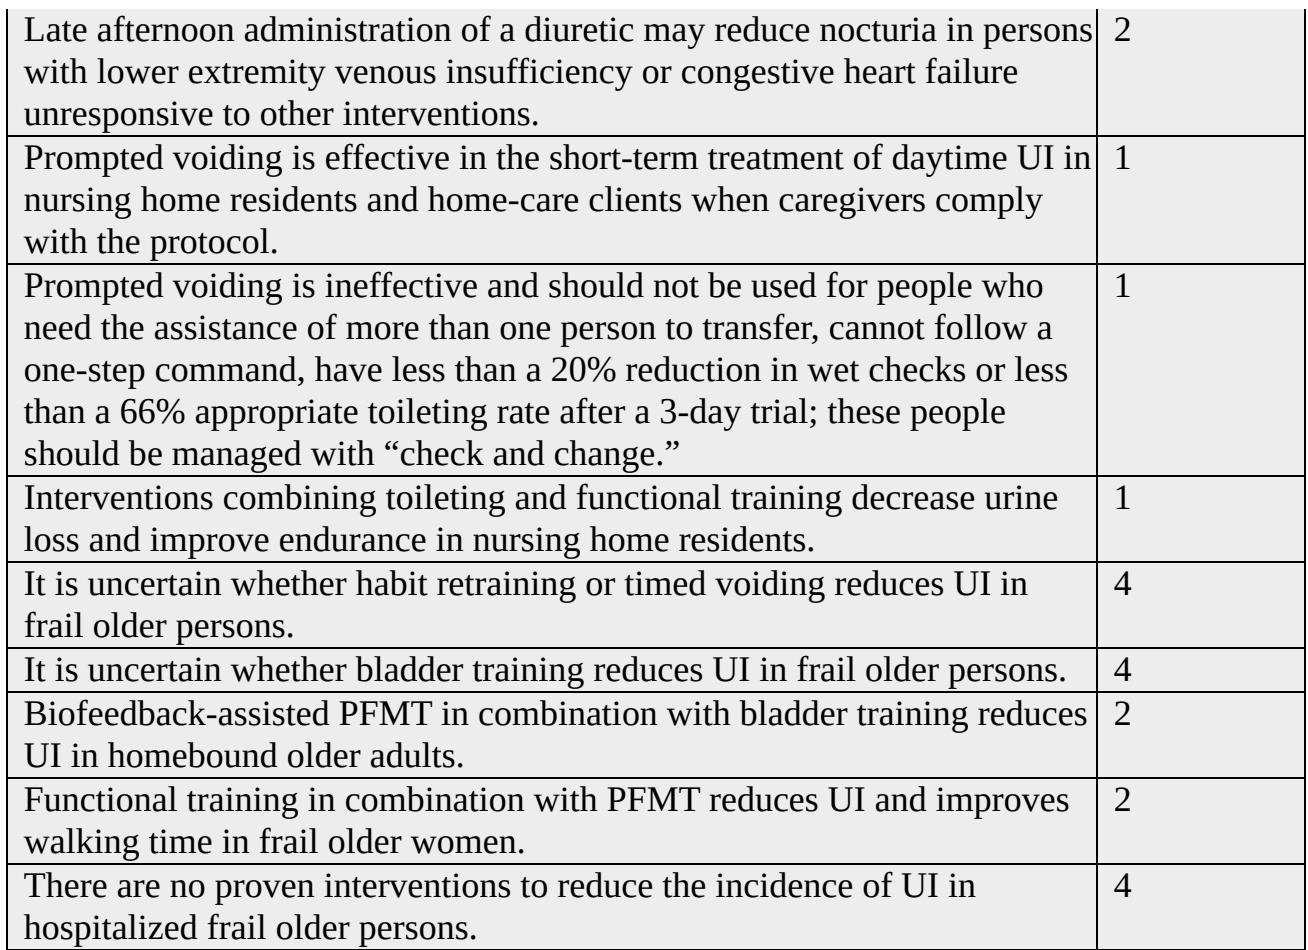 Late afternoon administration of a diuretic may reduce nocturia in persons 2
with lower extremity venous insufficiency or congestive heart failure
unresponsive to other interventions.
Prompted voiding is effective in the short-term treatment of daytime UI in 1
nursing home residents and home-care clients when caregivers comply
with the protocol.
Prompted voiding is ineffective and should not be used for people who 1
need the assistance of more than one person to transfer, cannot follow a
one-step command, have less than a 20% reduction in wet checks or less
than a 66% appropriate toileting rate after a 3-day trial; these people
should be managed with “check and change.”
Interventions combining toileting and functional training decrease urine 1
loss and improve endurance in nursing home residents.
It is uncertain whether habit retraining or timed voiding reduces UI in 4
frail older persons.
It is uncertain whether bladder training reduces UI in frail older persons. 4
Biofeedback-assisted PFMT in combination with bladder training reduces 2
UI in homebound older adults.
Functional training in combination with PFMT reduces UI and improves 2
walking time in frail older women.
There are no proven interventions to reduce the incidence of UI in 4
hospitalized frail older persons.